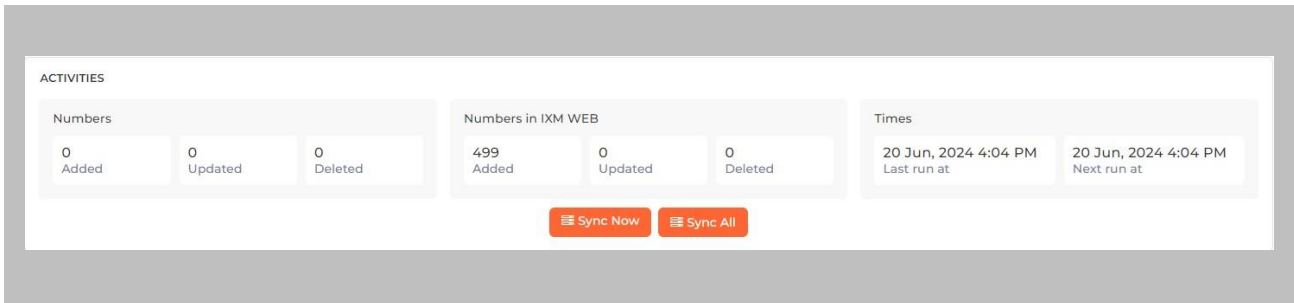 ACTIVITIES
Numbers
0
Added
0
Updated
0
Deleted
Numbers in IXM WEB
499
Added
0
Updated
0
Deleted
Times
20 Jun, 2024 4:04 PM
Last run at
20 Jun, 2024 4:04 PM
Next run at
Sync Now
Sync All